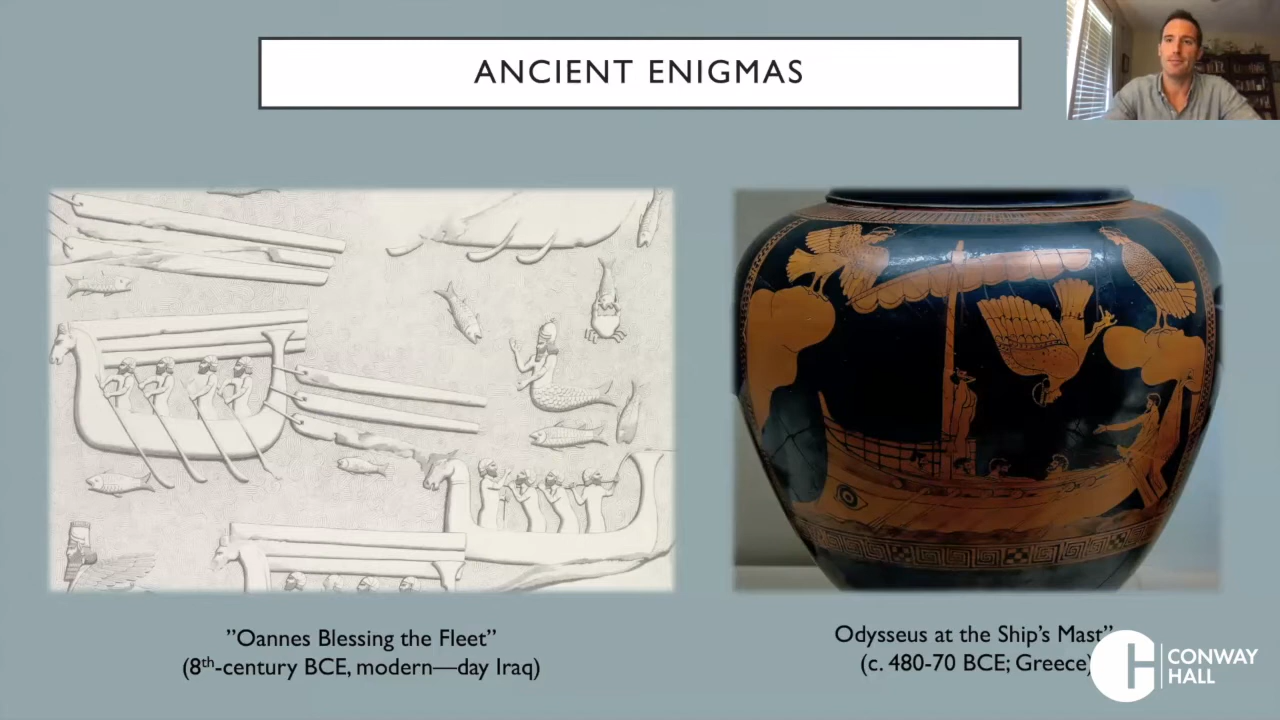 ANCIENT ENIGMAS
”Oannes Blessing the Fleet”
(8th-century BCE, modern—day Iraq)
Odysseus at the Ship’s Mast”
(c. 480-70 BCE; Greece)
CONWAY
HALL